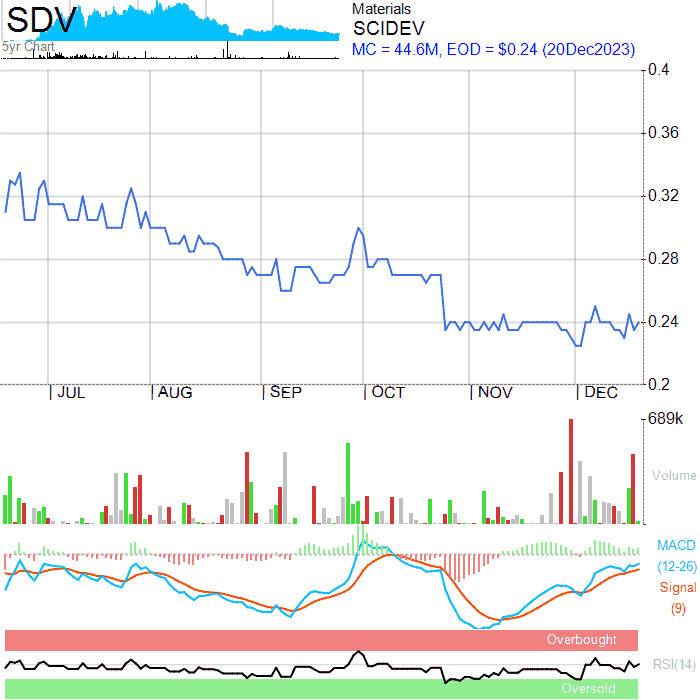 SDV
5yr Chart
Materials
SCIDEV
MC = 44.6M, EOD = $0.24 (20Dec2023)
0.4
0.36
0.32
0.28
0.24
0.2
JUL AUG SEP OCT NOV DEC
689k
Volume
MACD
(12-26)
Signal
(9)
Overbought
RSI(14)
Oversold